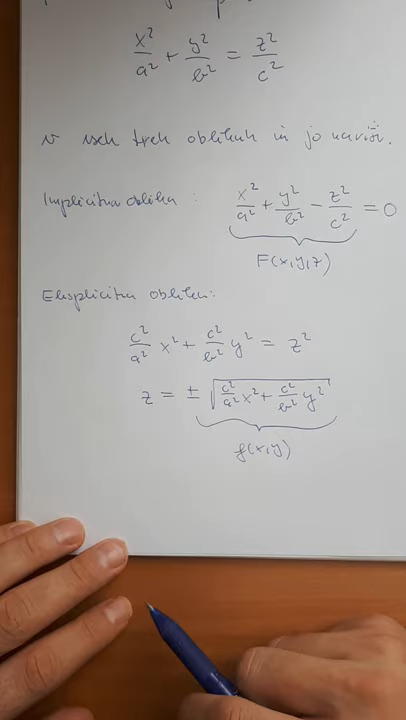 x²/a² + y²/b² = z²/c²
v vseh treh oblikah in jo nariši.
Implicitna oblika : x²/a² + y²/b² - z²/c² = 0
F(x,y,z)
Eksplicitna oblika:
c²/a² x² + c²/b² y² = z²
z = ± √(c²/a² x² + c²/b² y²)
f(x,y)